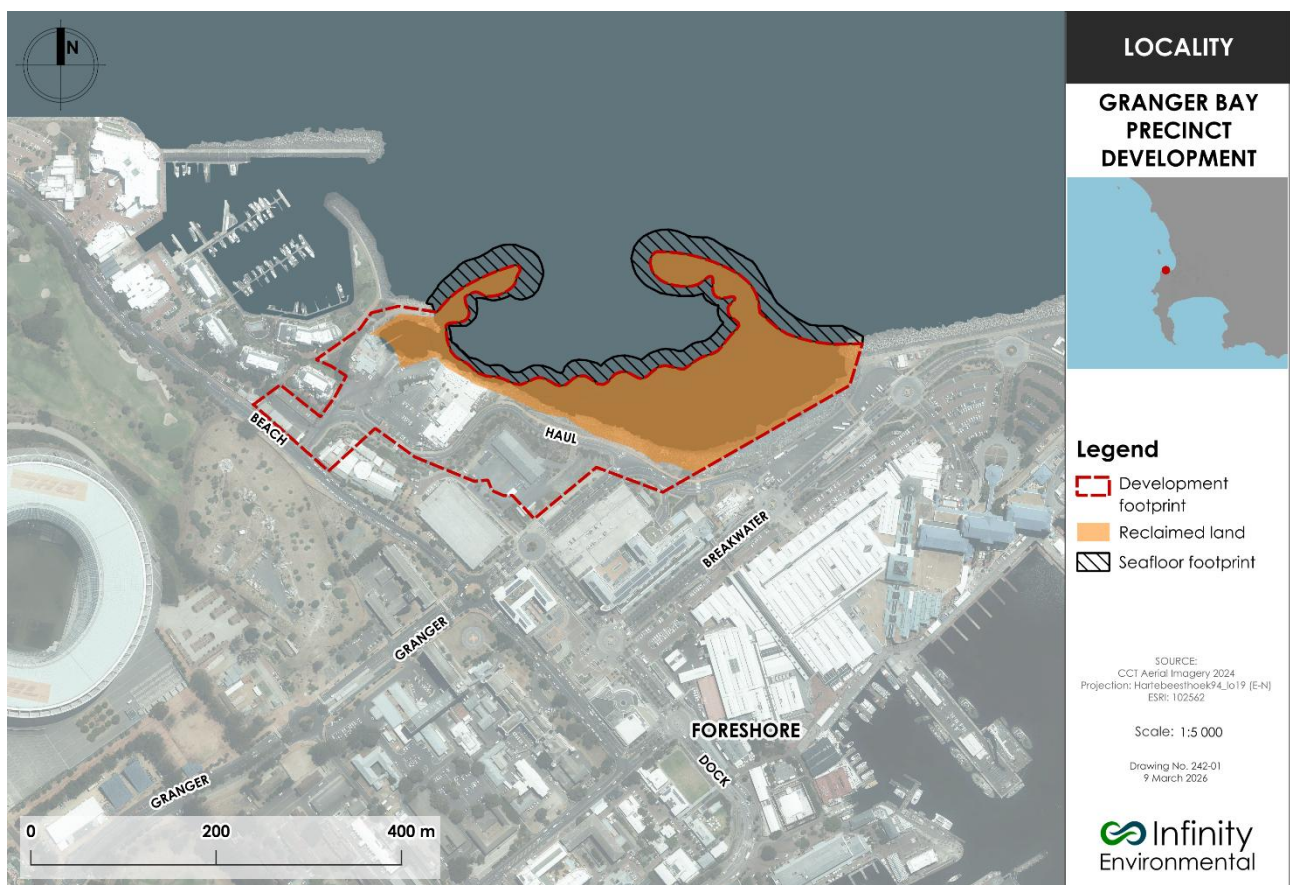 N
BEACH
HAUL
BREAKWATER
GRANGER
FORESHORE
DOCK
GRANGER
0 200 400 m
LOCALITY
GRANGER BAY
PRECINCT
DEVELOPMENT
Legend
Development
footprint
Reclaimed land
Seafloor footprint
SOURCE:
CCT Aerial Imagery 2024
Projection: Hartebeesthoek94_lo19 (E-N)
ESRI: 102562
Scale: 1:5 000
Drawing No. 242-01
9 March 2026
Infinity
Environmental